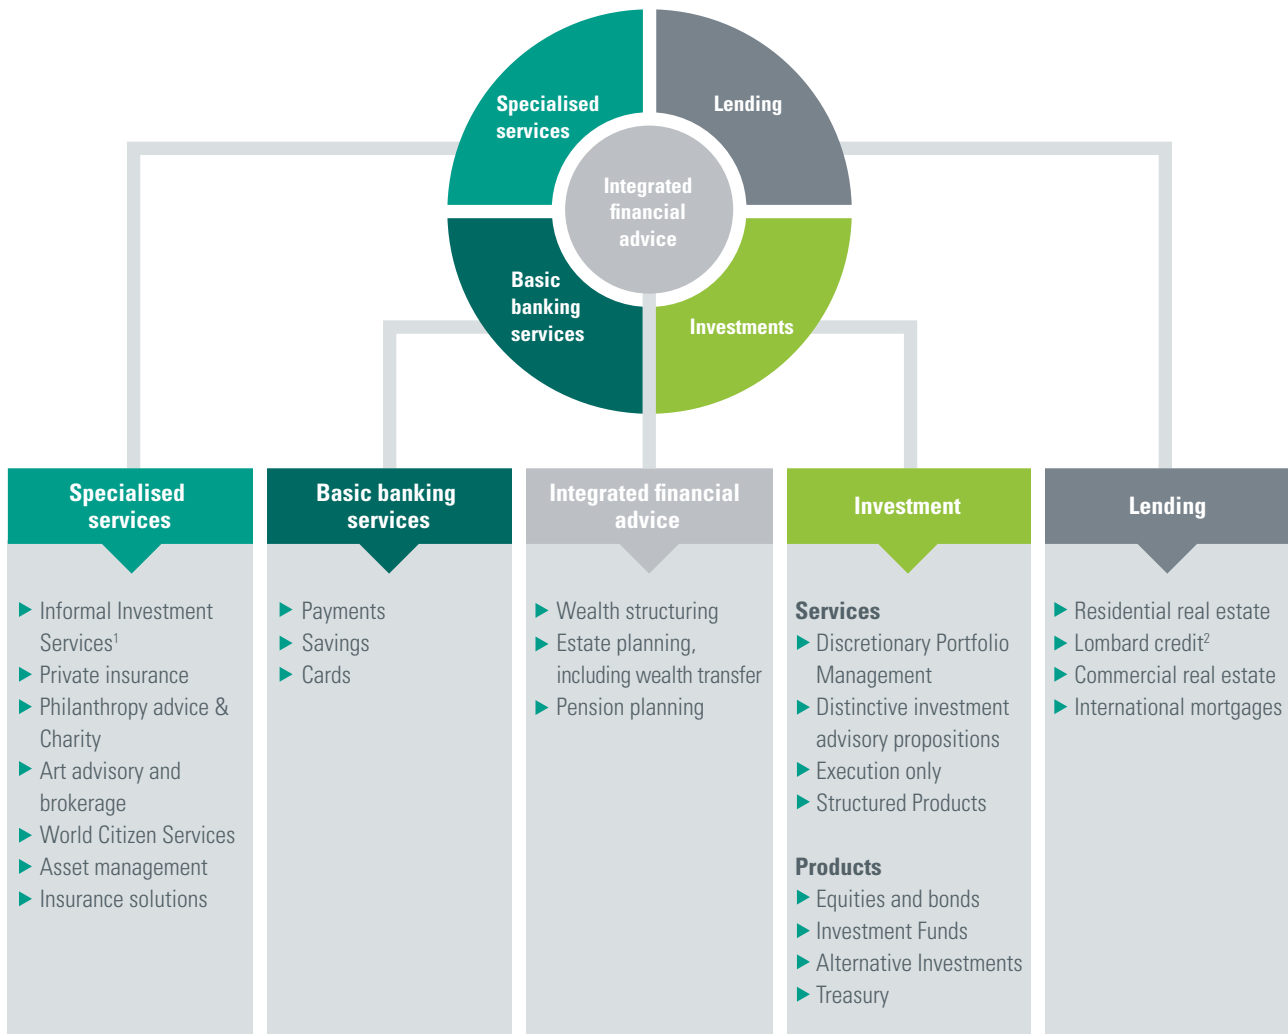 Specialised
services
Lending
Integrated
financial
advice
Basic
banking
services
Investments
Specialised
services
Informal Investment
Services¹
Private insurance
Philanthropy advice &
Charity
Art advisory and
brokerage
World Citizen Services
Asset management
Insurance solutions
Basic banking
services
Payments
Savings
Cards
Integrated financial
advice
Wealth structuring
Estate planning,
including wealth transfer
Pension planning
Investment
Services
Discretionary Portfolio
Management
Distinctive investment
advisory propositions
Execution only
Structured Products
Products
Equities and bonds
Investment Funds
Alternative Investments
Treasury
Lending
Residential real estate
Lombard credit²
Commercial real estate
International mortgages